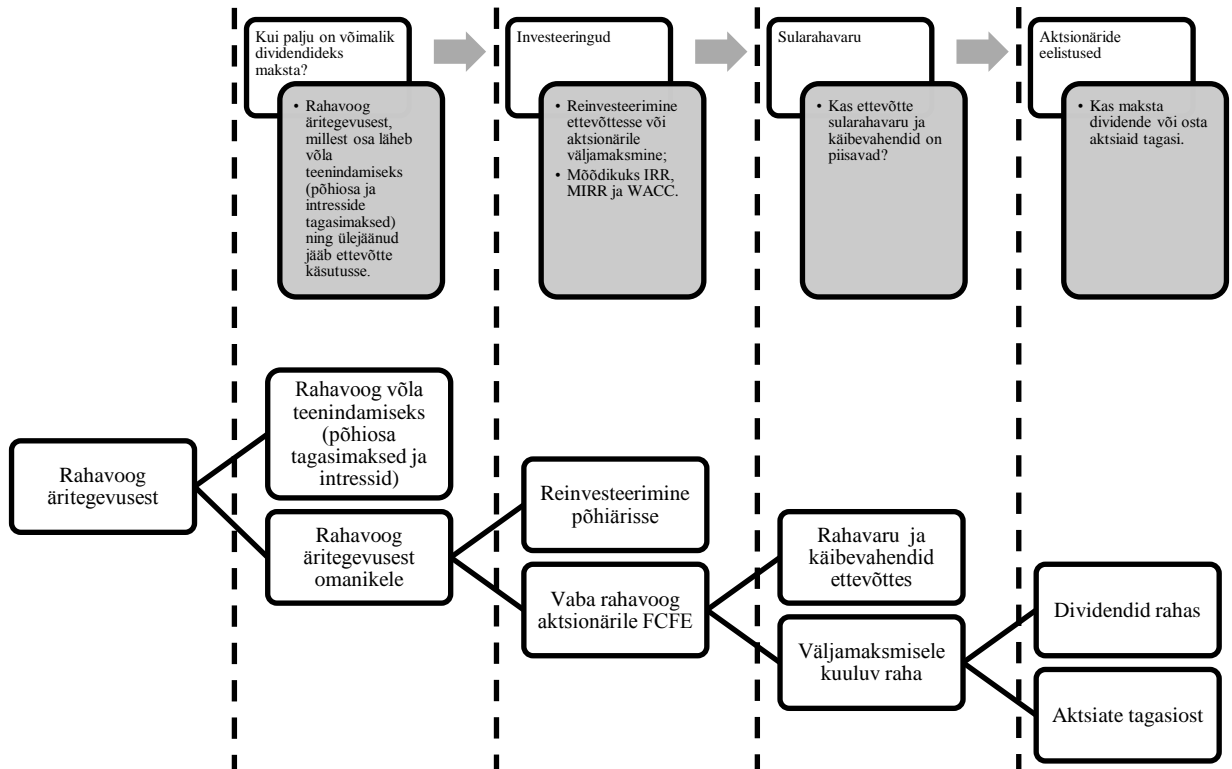 Kui palju on võimalik
dividendideks
maksta?
• Rahavoog
äritegevusest,
millest osa läheb
võla
teenindamiseks
(põhiosa ja
intresside
tagasimaksed)
ning ülejäänud
jääb ettevõtte
käsutusse.
Investeeringud
• Reinvesteerimine
ettevõttesse või
aktsionärile
väljamaksmine;
• Mõõdikuks IRR,
MIRR ja WACC.
Sularahavaru
• Kas ettevõtte
sularahavaru ja
käibevahendid on
piisavad?
Aktsionäride
eelistused
• Kas maksta
dividende või osta
aktsiaid tagasi.
Rahavoog
äritegevusest
Rahavoog võla
teenindamiseks
(põhiosa
tagasimaksed ja
intressid)
Rahavoog
äritegevusest
omanikele
Reinvesteerimine
põhiärisse
Vaba rahavoog
aktsionärile FCFE
Rahavaru ja
käibevahendid
ettevõttes
Väljamaksmisele
kuuluv raha
Dividendid rahas
Aktsiate tagasiost